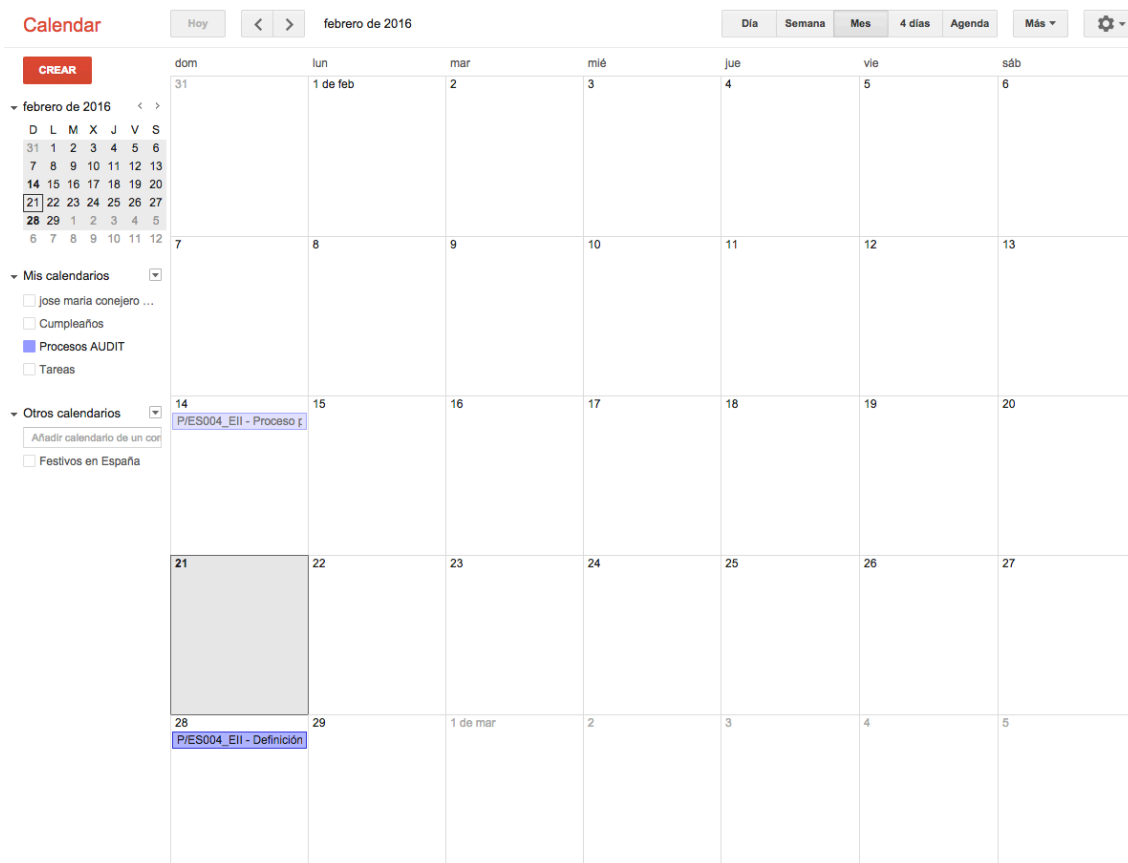 Calendar
Hoy
febrero de 2016
Día Semana Mes 4 días Agenda
Más
CREAR
febrero de 2016
D L M X J V S
31 1 2 3 4 5 6
7 8 9 10 11 12 13
14 15 16 17 18 19 20
21 22 23 24 25 26 27
28 29 1 2 3 4 5
6 7 8 9 10 11 12
Mis calendarios
jose maria conejero ...
Cumpleaños
Procesos AUDIT
Tareas
Otros calendarios
Añadir calendario de un cor
Festivos en España
dom lun mar mié jue vie sáb
31 1 de feb 2 3 4 5 6
7 8 9 10 11 12 13
14 15 16 17 18 19 20
P/ES004_EII - Proceso p
21 22 23 24 25 26 27
28 29 1 de mar 2 3 4 5
P/ES004_EII - Definición